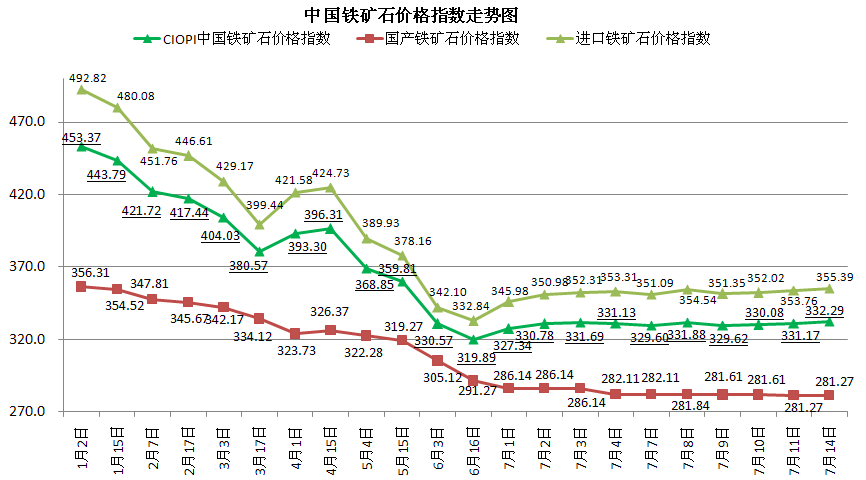 中国铁矿石价格指数走势图
CIOPI中国铁矿石价格指数 国产铁矿石价格指数 进口铁矿石价格指数
470.0
420.0
370.0
320.0
270.0
492.82 480.08 451.76 446.61 429.17 399.44 421.58 424.73 389.93 378.16 342.10 332.84 345.98 350.98 352.31 353.31 351.09 354.54 351.35 352.02 353.76 355.39
453.37 443.79 421.72 417.44 404.03 380.57 393.30 396.31 368.85 359.81 330.57 319.89 327.34 330.78 331.69 331.13 329.60 331.88 329.62 330.08 331.17 332.29
356.31 354.52 347.81 345.67 342.17 334.12 323.73 326.37 322.28 319.27 305.12 291.27 286.14 286.14 286.14 282.11 282.11 281.84 281.61 281.61 281.27 281.27
1月2日 1月15日 2月7日 2月17日 3月3日 3月17日 4月1日 4月15日 5月4日 5月15日 6月3日 6月16日 7月1日 7月2日 7月3日 7月4日 7月7日 7月8日 7月9日 7月10日 7月11日 7月14日